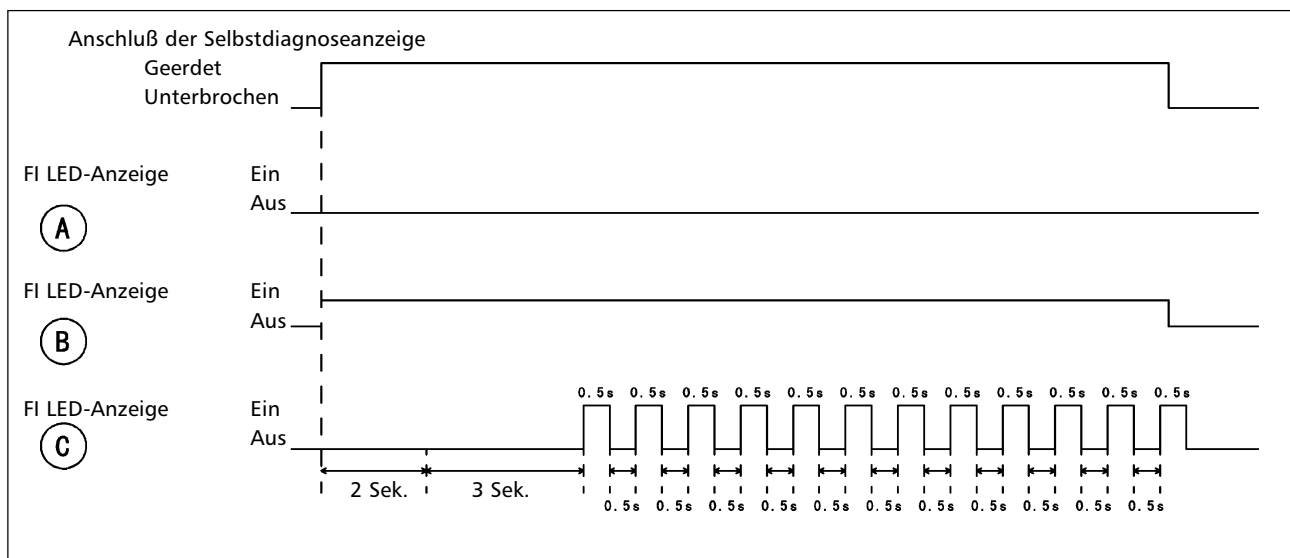 Anschluß der Selbstdiagnoseanzeige
Geerdet
Unterbrochen
FI LED-Anzeige Ein
Aus
A
FI LED-Anzeige Ein
Aus
B
0.5s 0.5s 0.5s 0.5s 0.5s 0.5s 0.5s 0.5s 0.5s 0.5s 0.5s 0.5s
FI LED-Anzeige Ein
Aus
C
2 Sek. 3 Sek.
0.5s 0.5s 0.5s 0.5s 0.5s 0.5s 0.5s 0.5s 0.5s 0.5s 0.5s